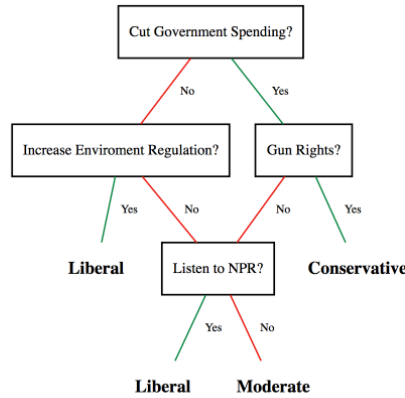 Cut Government Spending?
No
Yes
Increase Enviroment Regulation?
Gun Rights?
Yes
No
No
Yes
Liberal
Listen to NPR?
Conservative
Yes
No
Liberal
Moderate